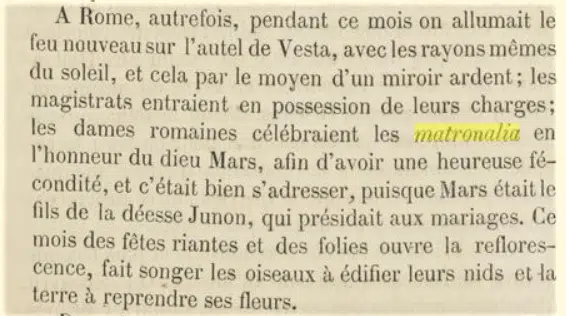 A Rome, autrefois, pendant ce mois on allumait le
feu nouveau sur l'autel de Vesta, avec les rayons mêmes
du soleil, et cela par le moyen d'un miroir ardent; les
magistrats entraient en possession de leurs charges;
les dames romaines célébraient les matronalia en
l'honneur du dieu Mars, afin d'avoir une heureuse fé-
condité, et c'était bien s'adresser, puisque Mars était le
fils de la déesse Junon, qui présidait aux mariages. Ce
mois des fêtes riantes et des folies ouvre la reflores-
cence, fait songer les oiseaux à édifier leurs nids et la
terre à reprendre ses fleurs.